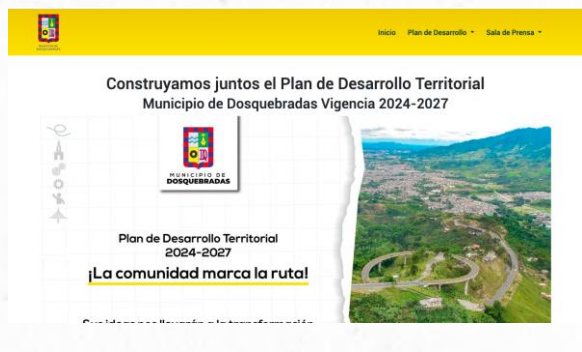 Inicio Plan de Desarrollo Sala de Prensa
Construyamos juntos el Plan de Desarrollo Territorial
Municipio de Dosquebradas Vigencia 2024-2027
MUNICIPIO DE
DOSQUEBRADAS
Plan de Desarrollo Territorial
2024-2027
¡La comunidad marca la ruta!